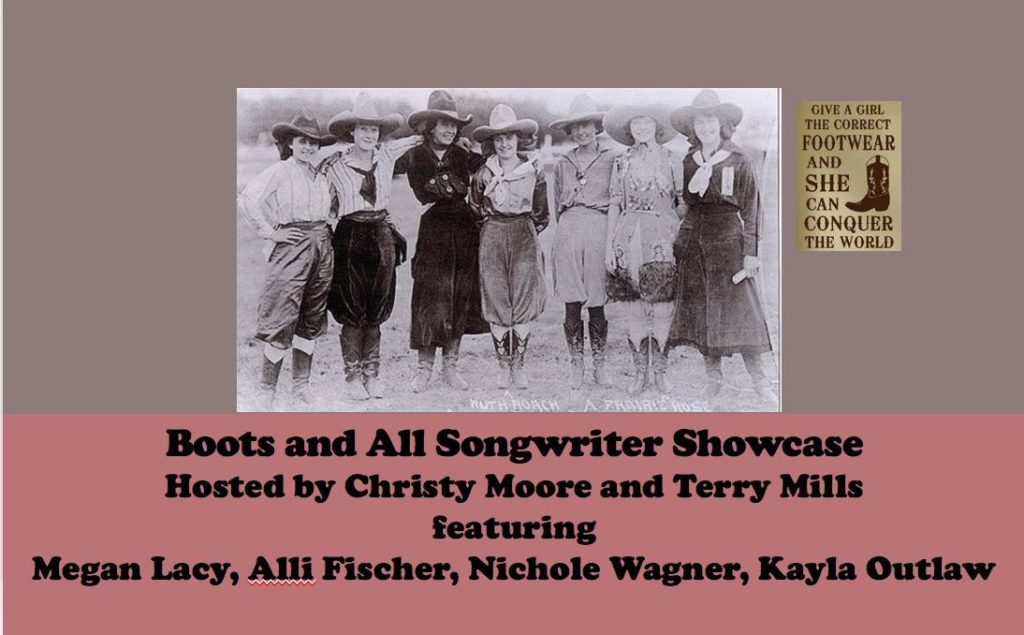 GIVE A GIRL
THE CORRECT
FOOTWEAR
AND
SHE
CAN
CONQUER
THE WORLD
RUTH ROACH - A PRAIRIE ROSE
Boots and All Songwriter Showcase
Hosted by Christy Moore and Terry Mills
featuring
Megan Lacy, Alli Fischer, Nichole Wagner, Kayla Outlaw